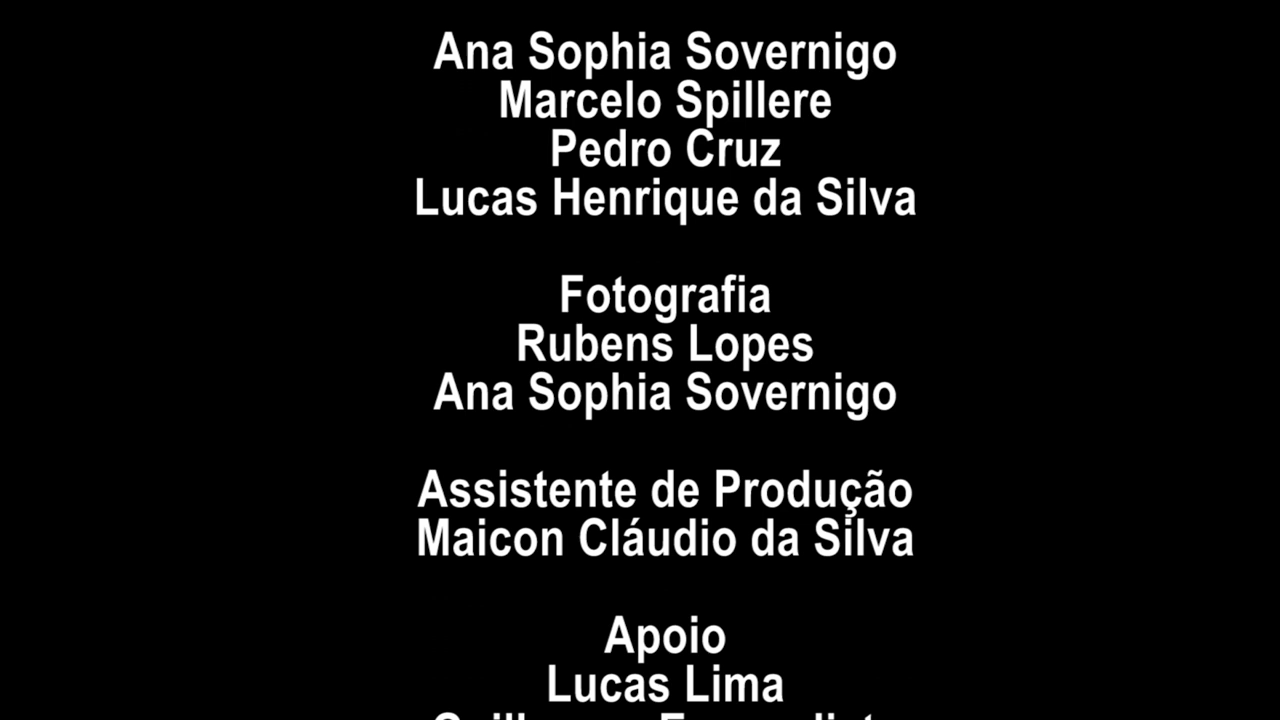 Ana Sophia Sovernigo
Marcelo Spillere
Pedro Cruz
Lucas Henrique da Silva
Fotografia
Rubens Lopes
Ana Sophia Sovernigo
Assistente de Produção
Maicon Cláudio da Silva
Apoio
Lucas Lima